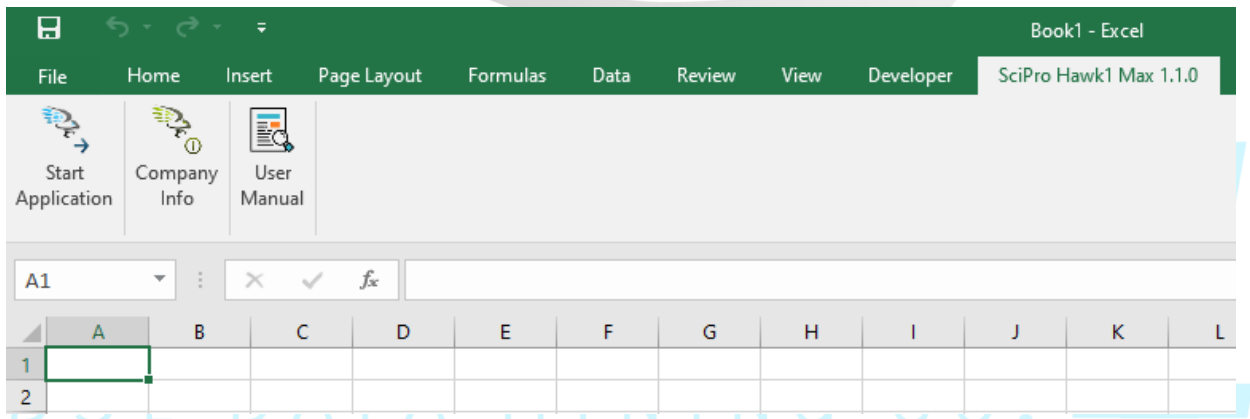 Book1 - Excel
File Home Insert Page Layout Formulas Data Review View Developer SciPro Hawk1 Max 1.1.0
Start Application
Company Info
User Manual
A1 fx
A B C D E F G H I J K L
1
2